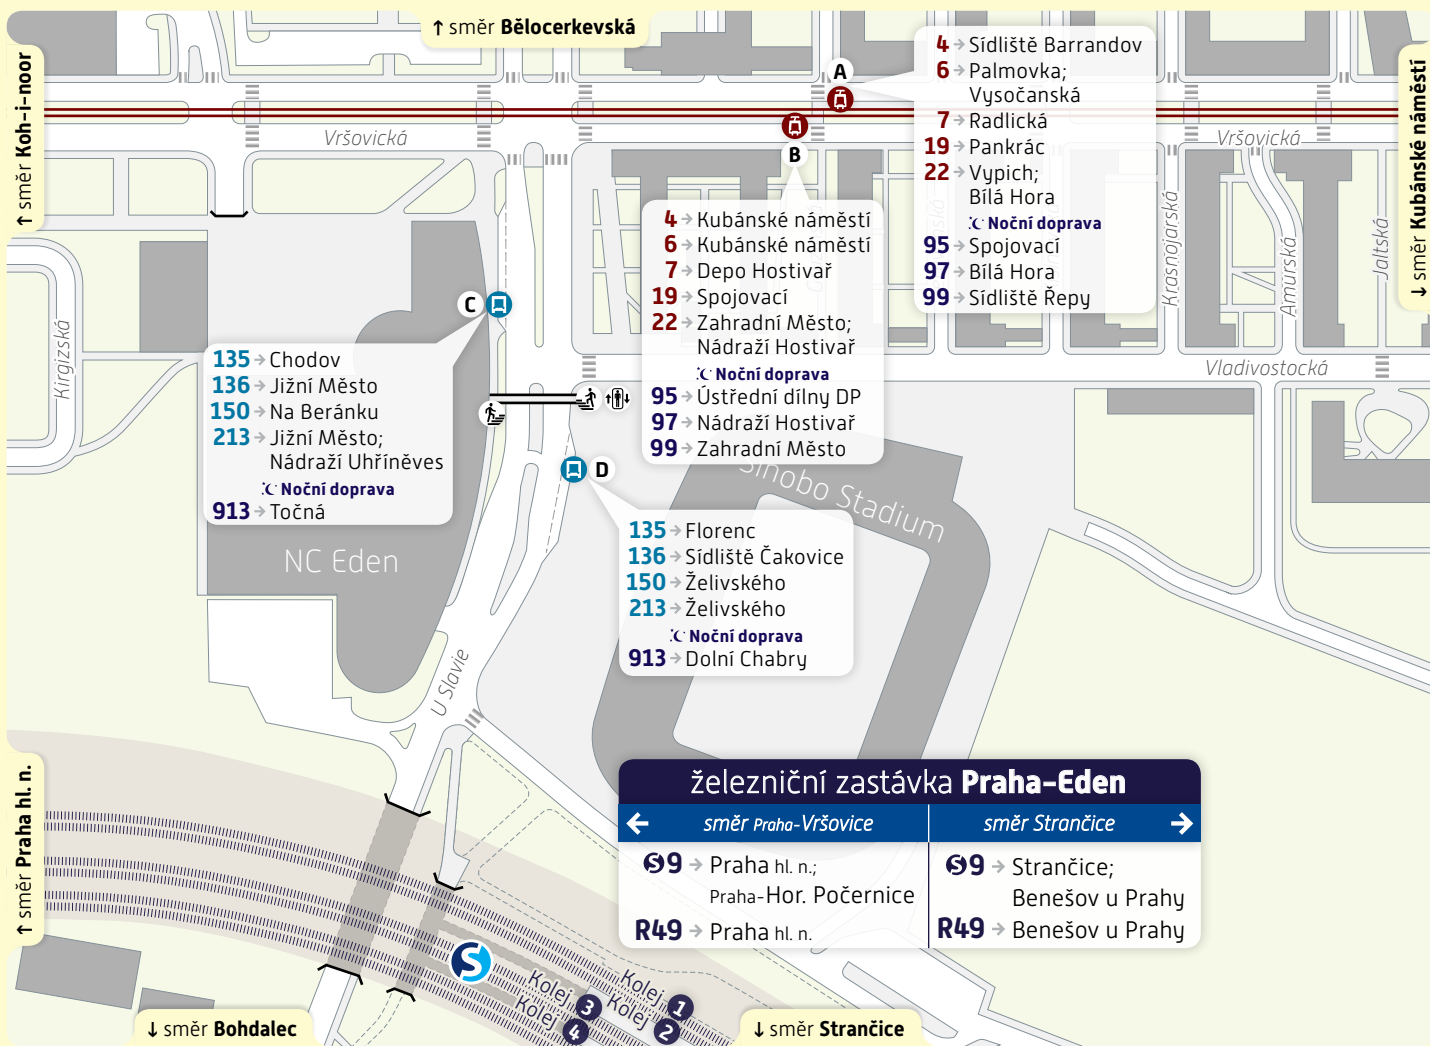 ↑ směr Bělocerkevská
↑ směr Koh-i-noor
↓ směr Kubánské náměstí
Vršovická
Vršovická
A
4 → Sídliště Barrandov
6 → Palmovka;
Vysočanská
7 → Radlická
19 → Pankrác
22 → Vypich;
Bílá Hora
Noční doprava
95 → Spojovací
97 → Bílá Hora
99 → Sídliště Řepy
B
4 → Kubánské náměstí
6 → Kubánské náměstí
7 → Depo Hostivař
19 → Spojovací
22 → Zahradní Město;
Nádraží Hostivař
Noční doprava
95 → Ústřední dílny DP
97 → Nádraží Hostivař
99 → Zahradní Město
Krasnojarská
Amurská
Jaltská
Vladivostocká
Kirgizská
C
135 → Chodov
136 → Jižní Město
150 → Na Beránku
213 → Jižní Město;
Nádraží Uhříněves
Noční doprava
913 → Točná
NC Eden
D
135 → Florenc
136 → Sídliště Čakovice
150 → Želivského
213 → Želivského
Noční doprava
913 → Dolní Chabry
Sinobo Stadium
U Slavie
↑ směr Praha hl. n.
železniční zastávka Praha-Eden
← směr Praha-Vršovice
S9 → Praha hl. n.;
Praha-Hor. Počernice
R49 → Praha hl. n.
směr Strančice →
S9 → Strančice;
Benešov u Prahy
R49 → Benešov u Prahy
S
Kolej 1
Kolej 2
Kolej 3
Kolej 4
↓ směr Bohdalec
↓ směr Strančice